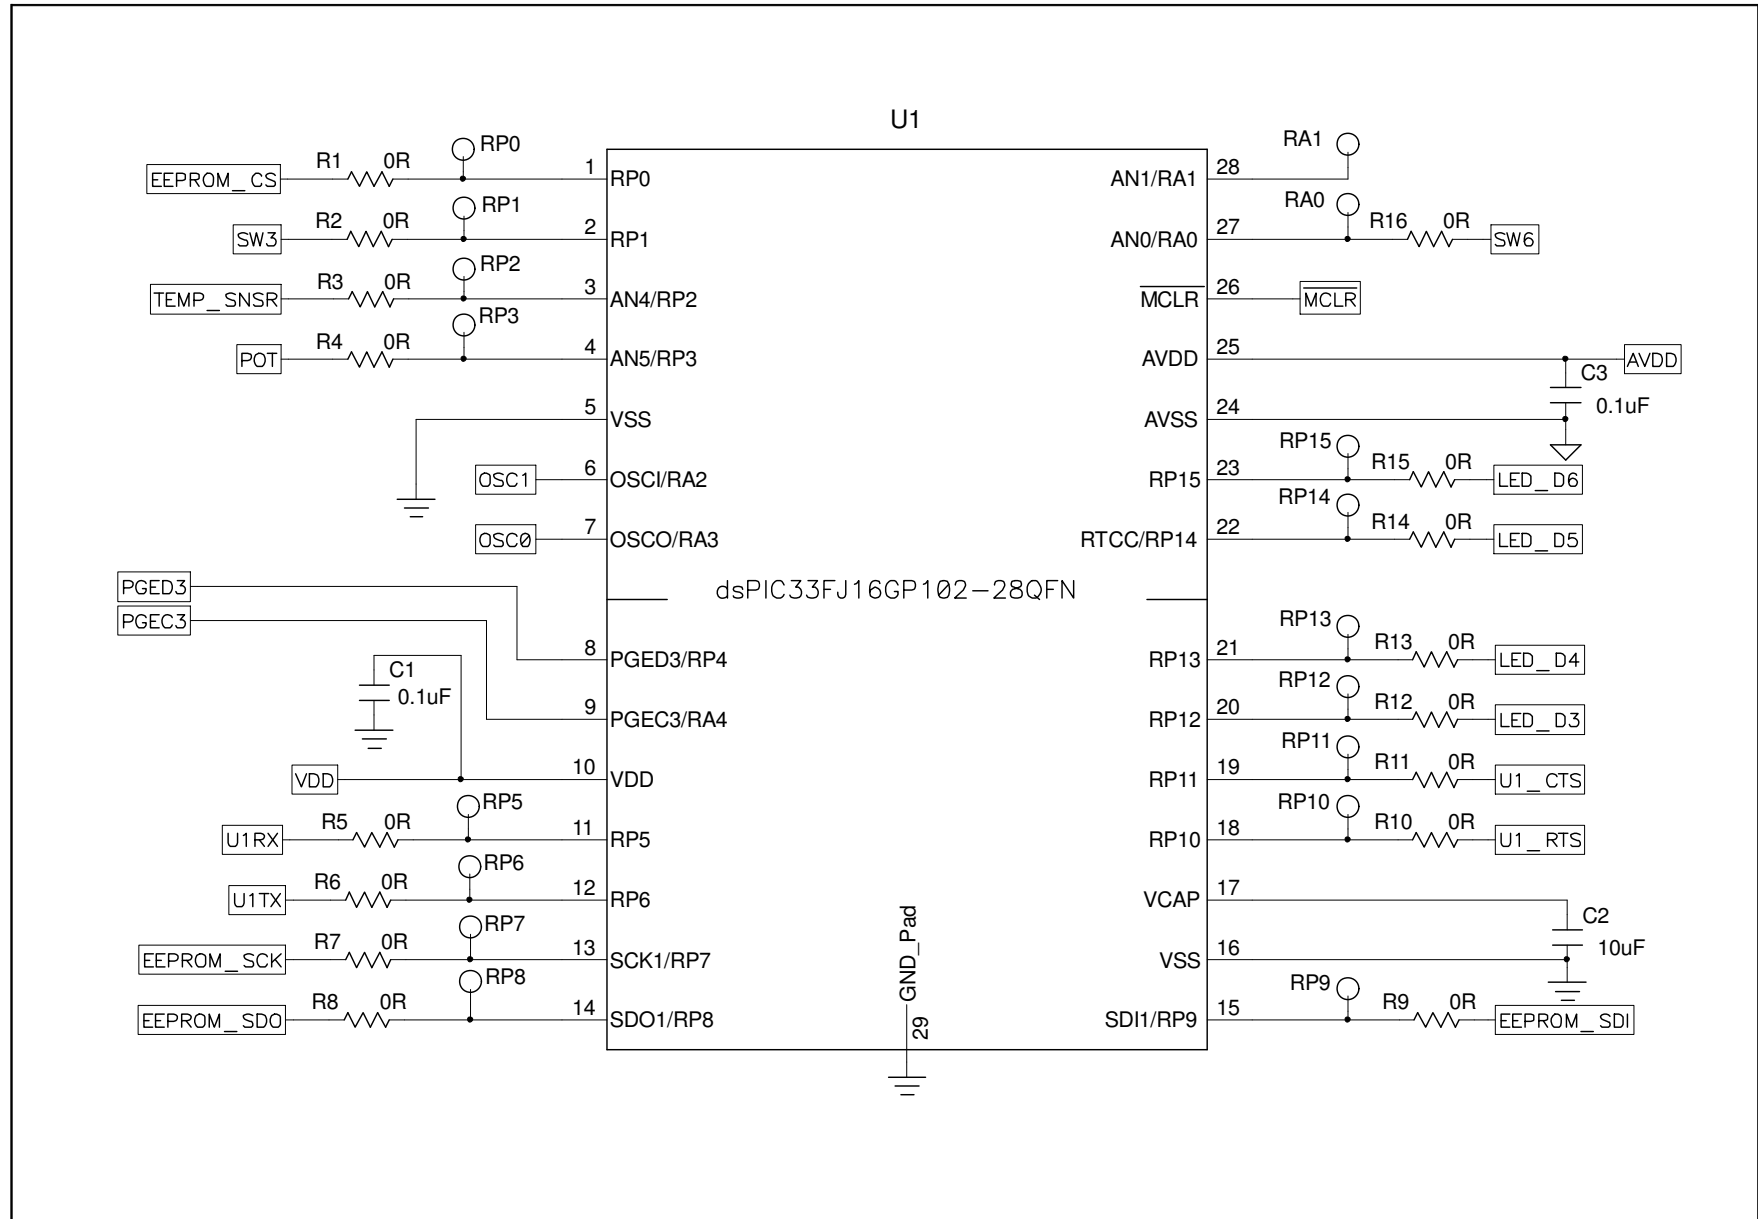 U1
EEPROM_CS R1 0R RP0 1 RP0
SW3 R2 0R RP1 2 RP1
TEMP_SNSR R3 0R RP2 3 AN4/RP2
POT R4 0R RP3 4 AN5/RP3
5 VSS
OSC1 6 OSCI/RA2
OSC0 7 OSCO/RA3
PGED3
PGEC3
8 PGED3/RP4
C1
0.1uF
9 PGEC3/RA4
VDD 10 VDD
U1RX R5 0R RP5 11 RP5
U1TX R6 0R RP6 12 RP6
EEPROM_SCK R7 0R RP7 13 SCK1/RP7
EEPROM_SDO R8 0R RP8 14 SDO1/RP8
dsPIC33FJ16GP102-28QFN
GND_Pad
29
AN1/RA1 28 RA1
AN0/RA0 27 RA0 R16 0R SW6
MCLR 26 MCLR
AVDD 25 AVDD
C3
0.1uF
AVSS 24
RP15 23 RP15 R15 0R LED_D6
RTCC/RP14 22 RP14 R14 0R LED_D5
RP13 21 RP13 R13 0R LED_D4
RP12 20 RP12 R12 0R LED_D3
RP11 19 RP11 R11 0R U1_CTS
RP10 18 RP10 R10 0R U1_RTS
VCAP 17
C2
10uF
VSS 16
SDI1/RP9 15 RP9 R9 0R EEPROM_SDI